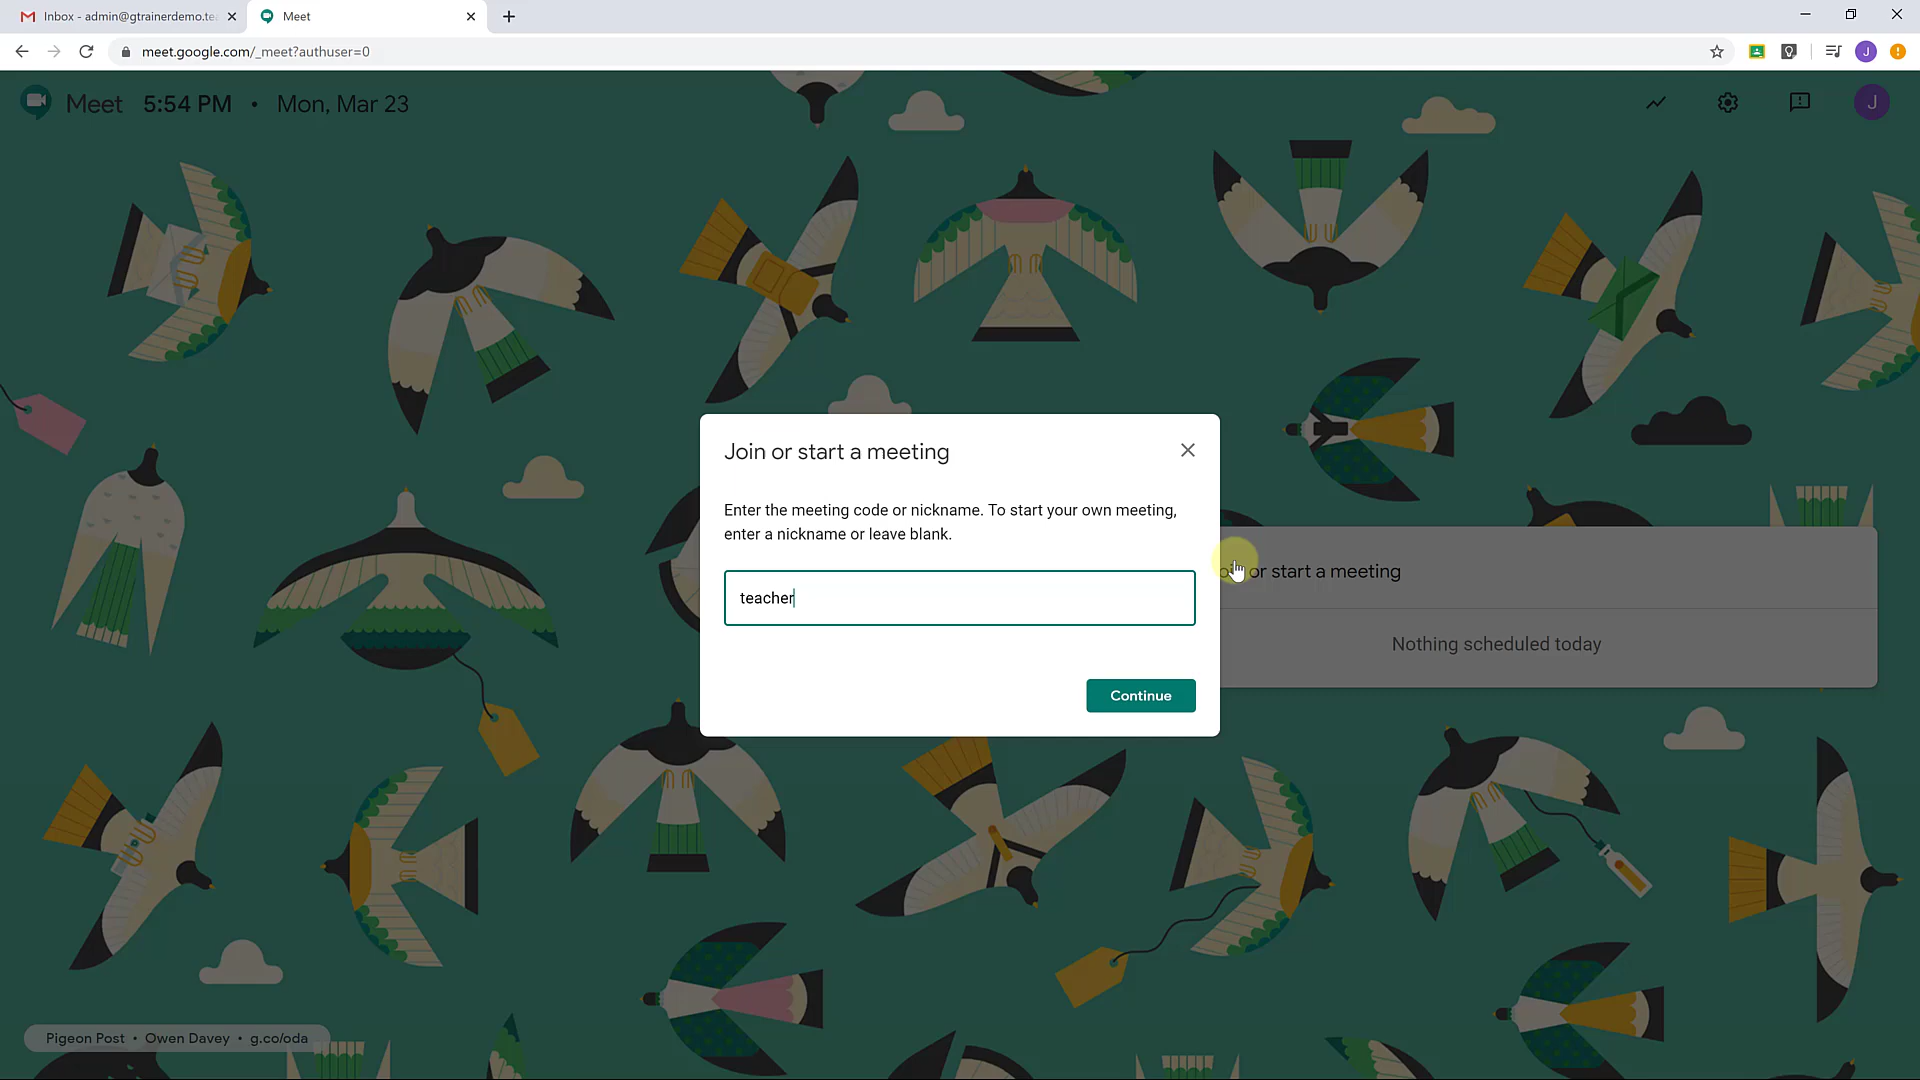 Inbox - admin@gtrainerdemo.te
Meet
meet.google.com/_meet?authuser=0
J
Meet 5:54 PM • Mon, Mar 23
J
Join or start a meeting
Enter the meeting code or nickname. To start your own meeting,
enter a nickname or leave blank.
or start a meeting
teacher
Nothing scheduled today
Continue
Pigeon Post • Owen Davey • g.co/oda